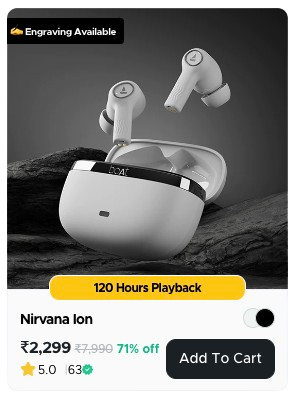 Engraving Available
BOAT
120 Hours Playback
Nirvana Ion
₹2,299 ₹7,990 71% off
5.0 | 63
Add To Cart